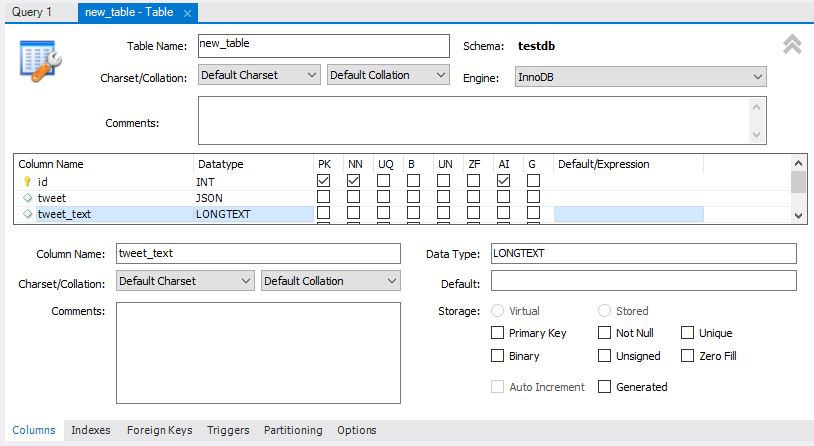 Query 1 new_table - Table ×
Table Name: new_table Schema: testdb
Charset/Collation: Default Charset Default Collation Engine: InnoDB
Comments:
Column Name Datatype PK NN UQ B UN ZF AI G Default/Expression
id INT
tweet JSON
tweet_text LONGTEXT
Column Name: tweet_text Data Type: LONGTEXT
Charset/Collation: Default Charset Default Collation Default:
Comments: Storage: Virtual Stored
Primary Key Not Null Unique
Binary Unsigned Zero Fill
Auto Increment Generated
Columns Indexes Foreign Keys Triggers Partitioning Options